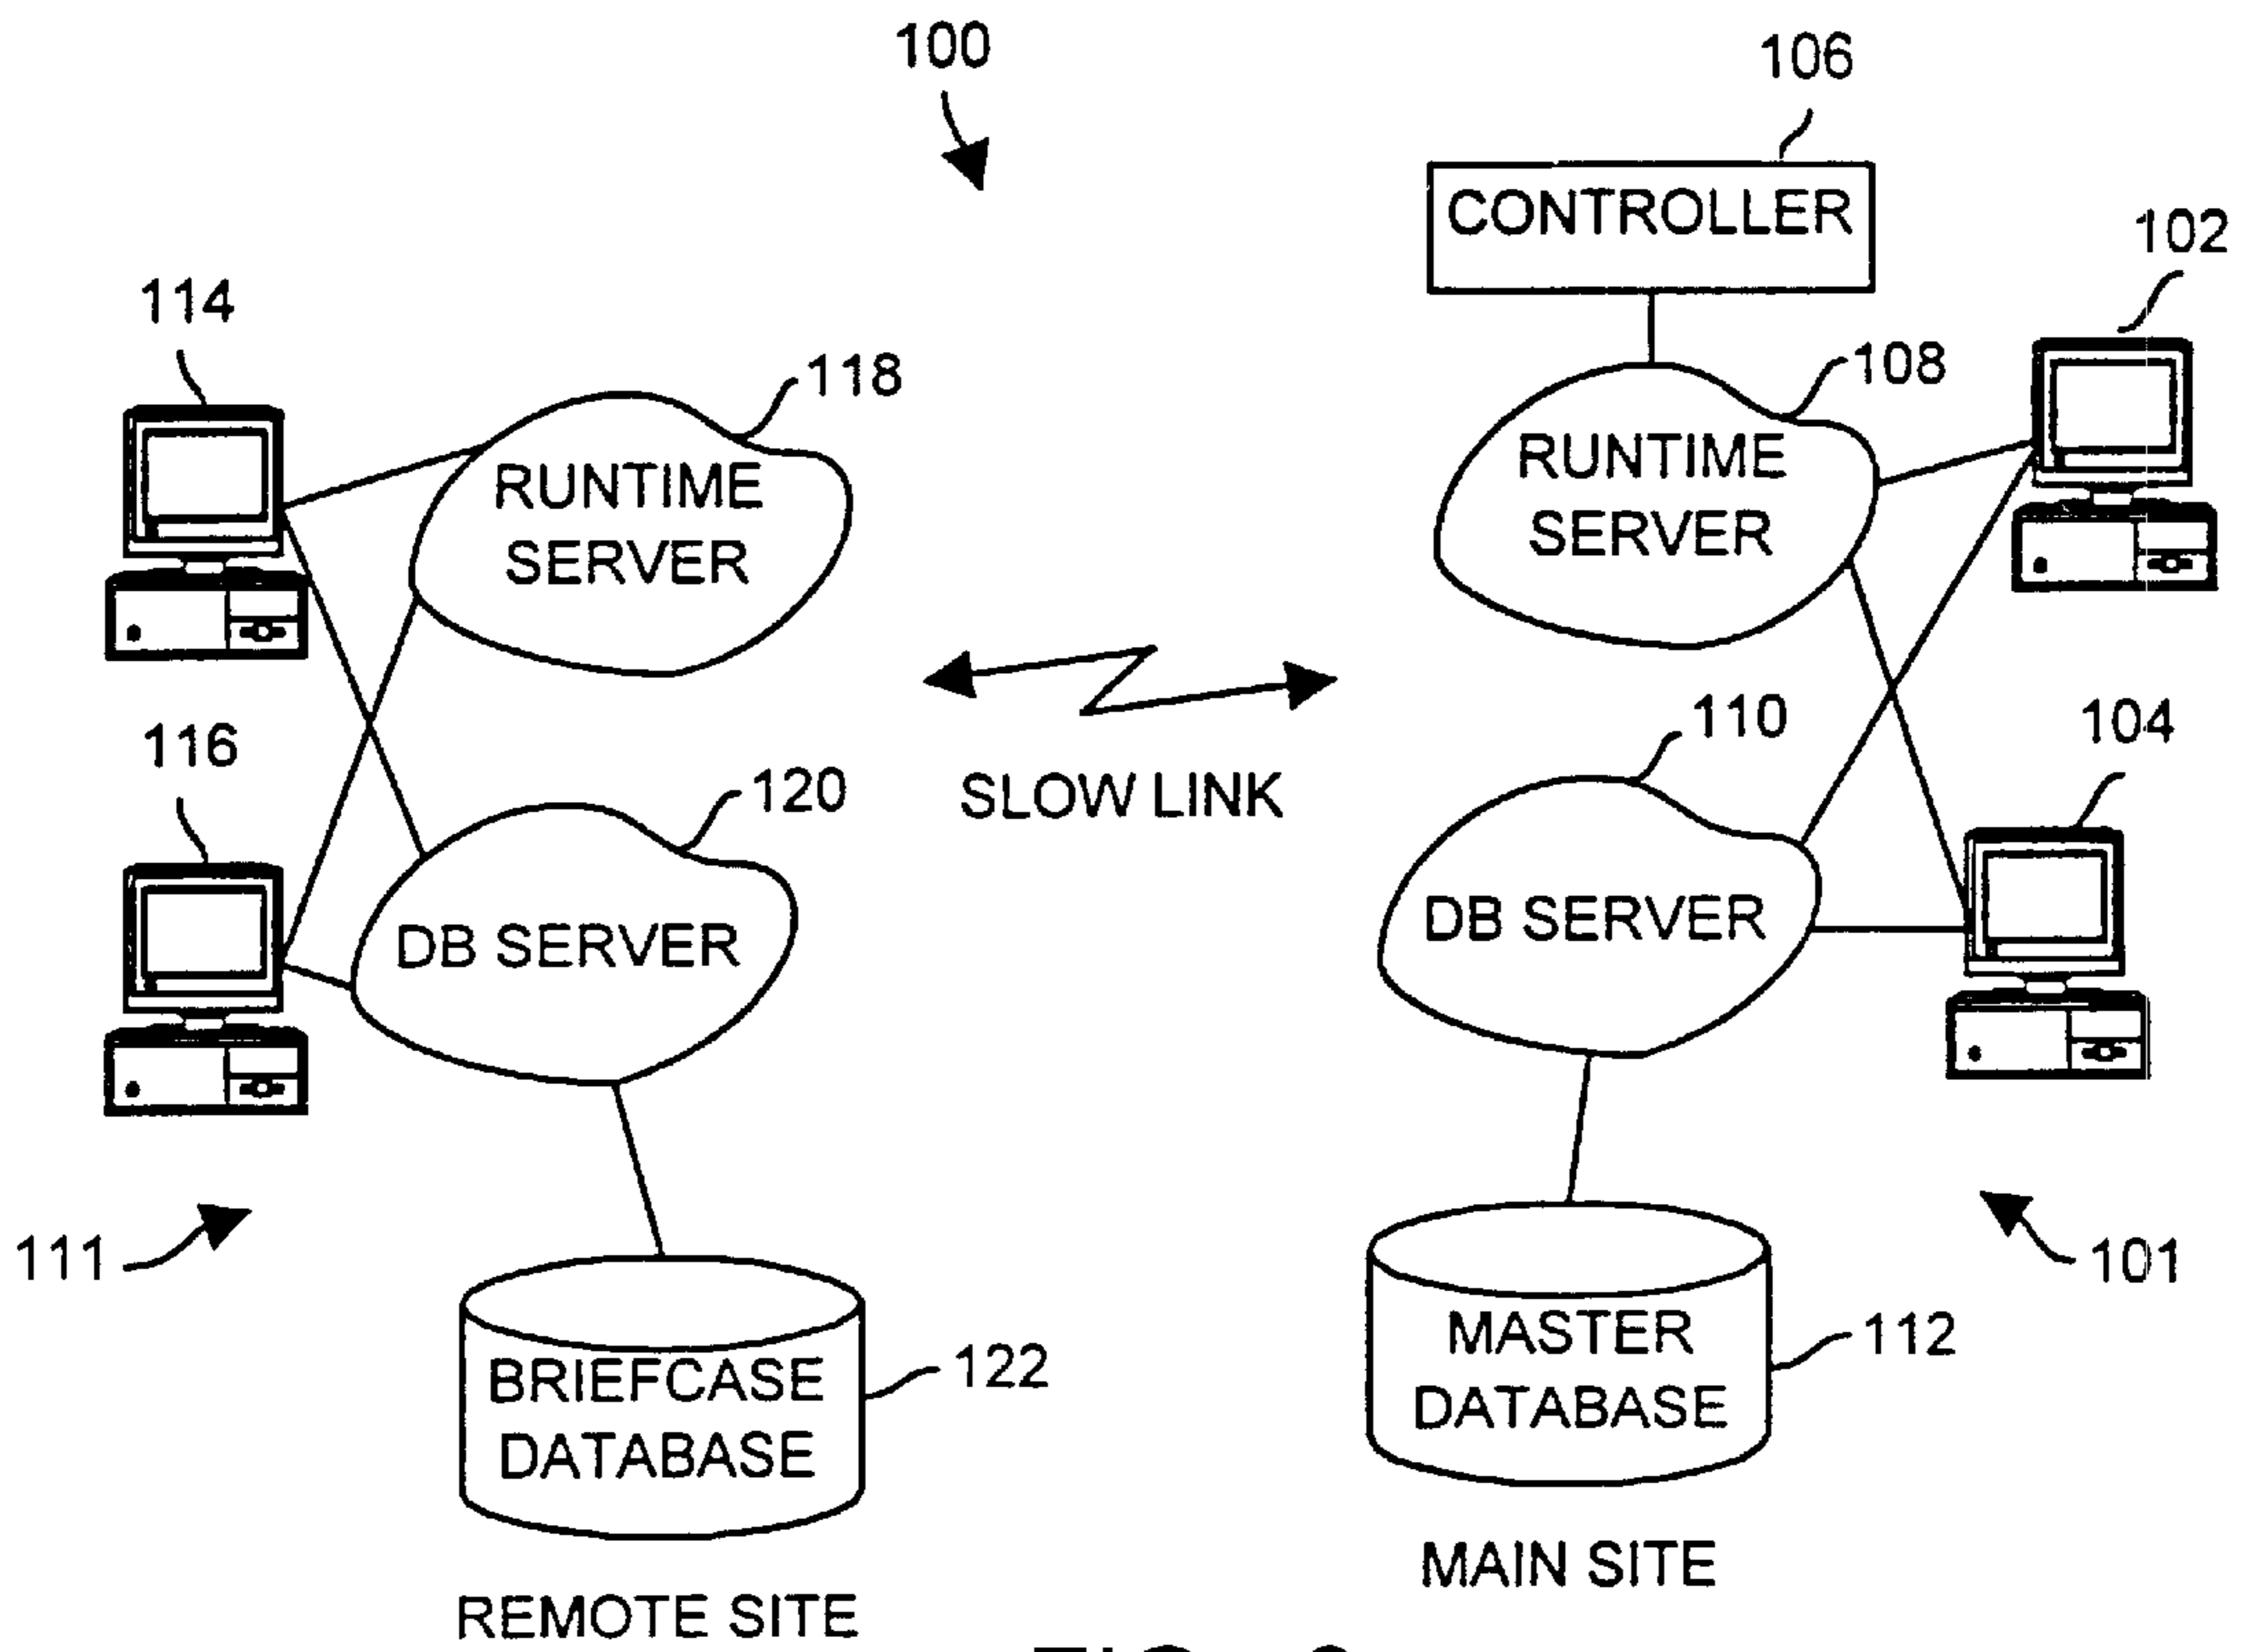 100
106
CONTROLLER
102
114
118
108
RUNTIME
SERVER
RUNTIME
SERVER
116
120
SLOW LINK
110
104
DB SERVER
DB SERVER
111
101
BRIEFCASE
DATABASE
122
MASTER
DATABASE
112
REMOTE SITE
MAIN SITE